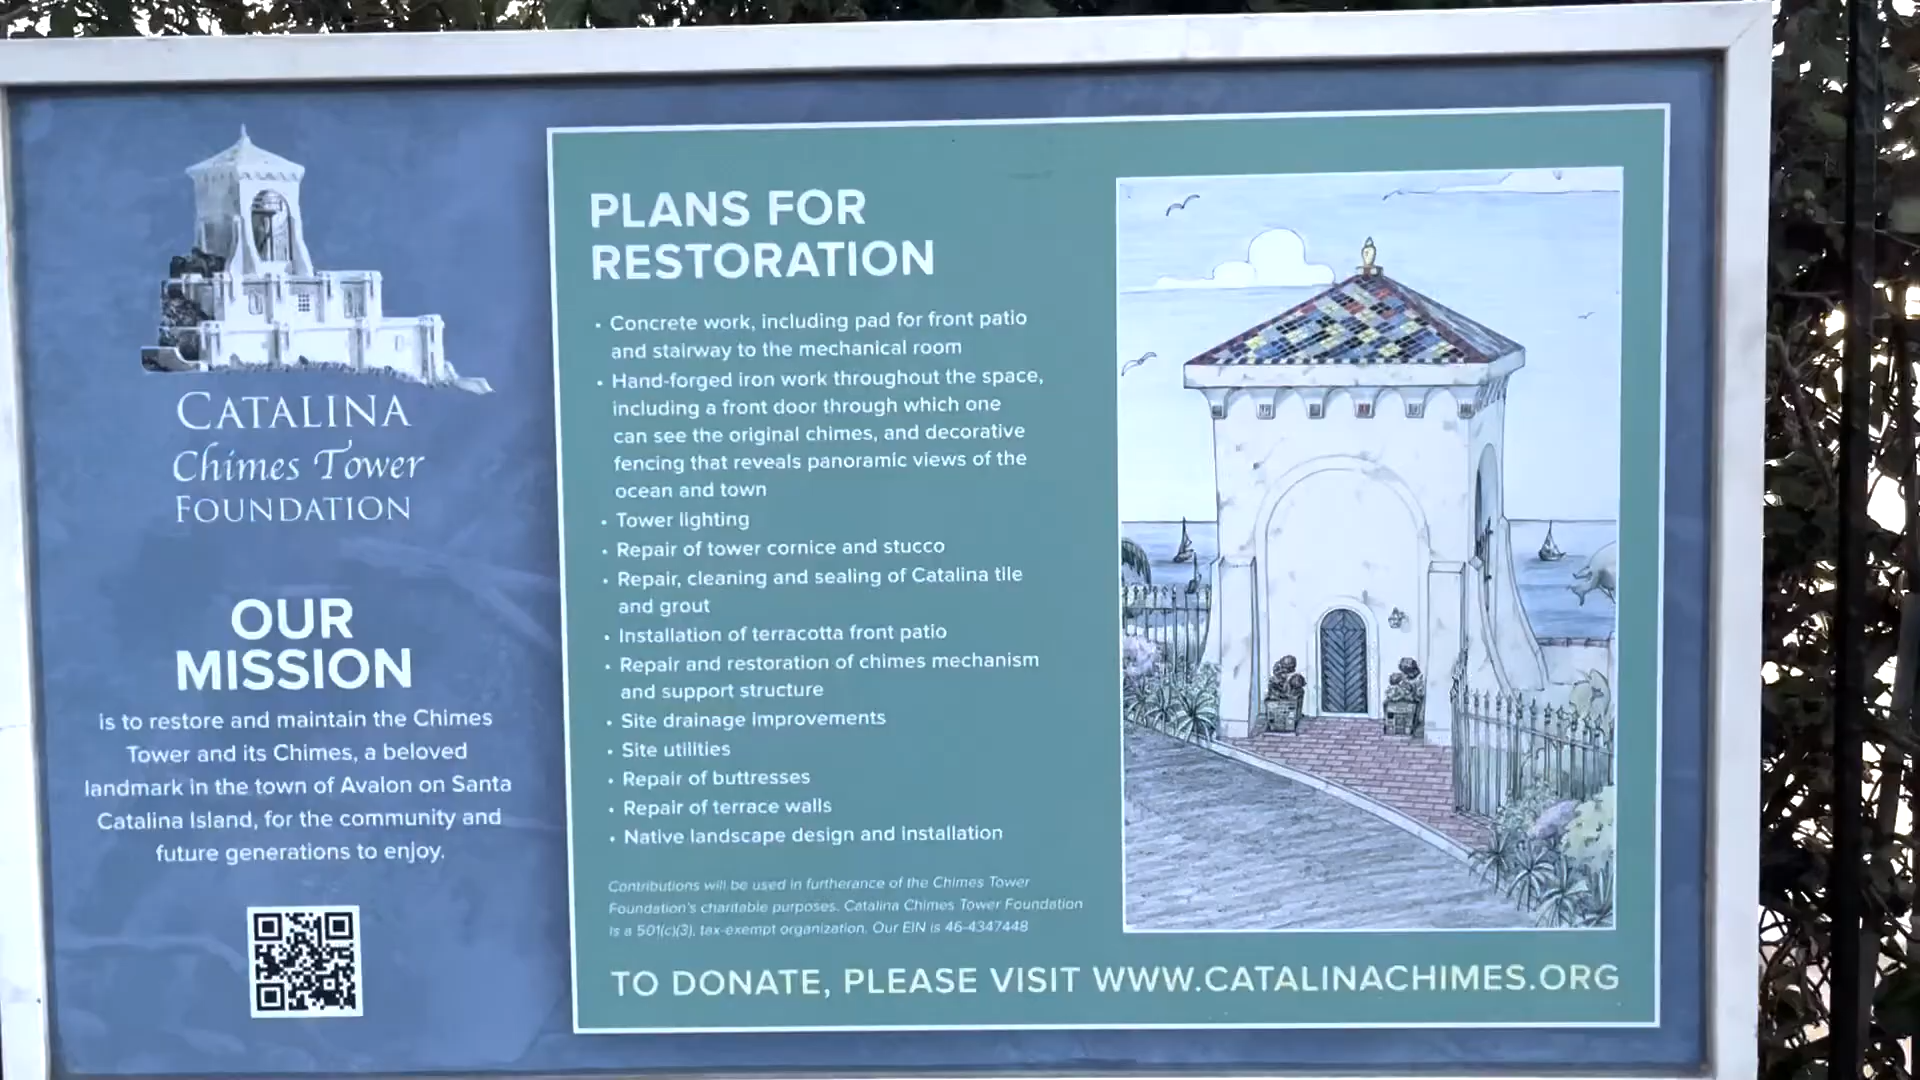 CATALINA
Chimes Tower
FOUNDATION
OUR
MISSION
is to restore and maintain the Chimes
Tower and its Chimes, a beloved
landmark in the town of Avalon on Santa
Catalina Island, for the community and
future generations to enjoy.
PLANS FOR
RESTORATION
• Concrete work, including pad for front patio
and stairway to the mechanical room
• Hand-forged iron work throughout the space,
including a front door through which one
can see the original chimes, and decorative
fencing that reveals panoramic views of the
ocean and town
• Tower lighting
• Repair of tower cornice and stucco
• Repair, cleaning and sealing of Catalina tile
and grout
• Installation of terracotta front patio
• Repair and restoration of chimes mechanism
and support structure
• Site drainage improvements
• Site utilities
• Repair of buttresses
• Repair of terrace walls
• Native landscape design and installation
Contributions will be used in furtherance of the Chimes Tower
Foundation's charitable purposes. Catalina Chimes Tower Foundation
is a 501(c)(3), tax-exempt organization. Our EIN is 46-4347448
TO DONATE, PLEASE VISIT WWW.CATALINACHIMES.ORG